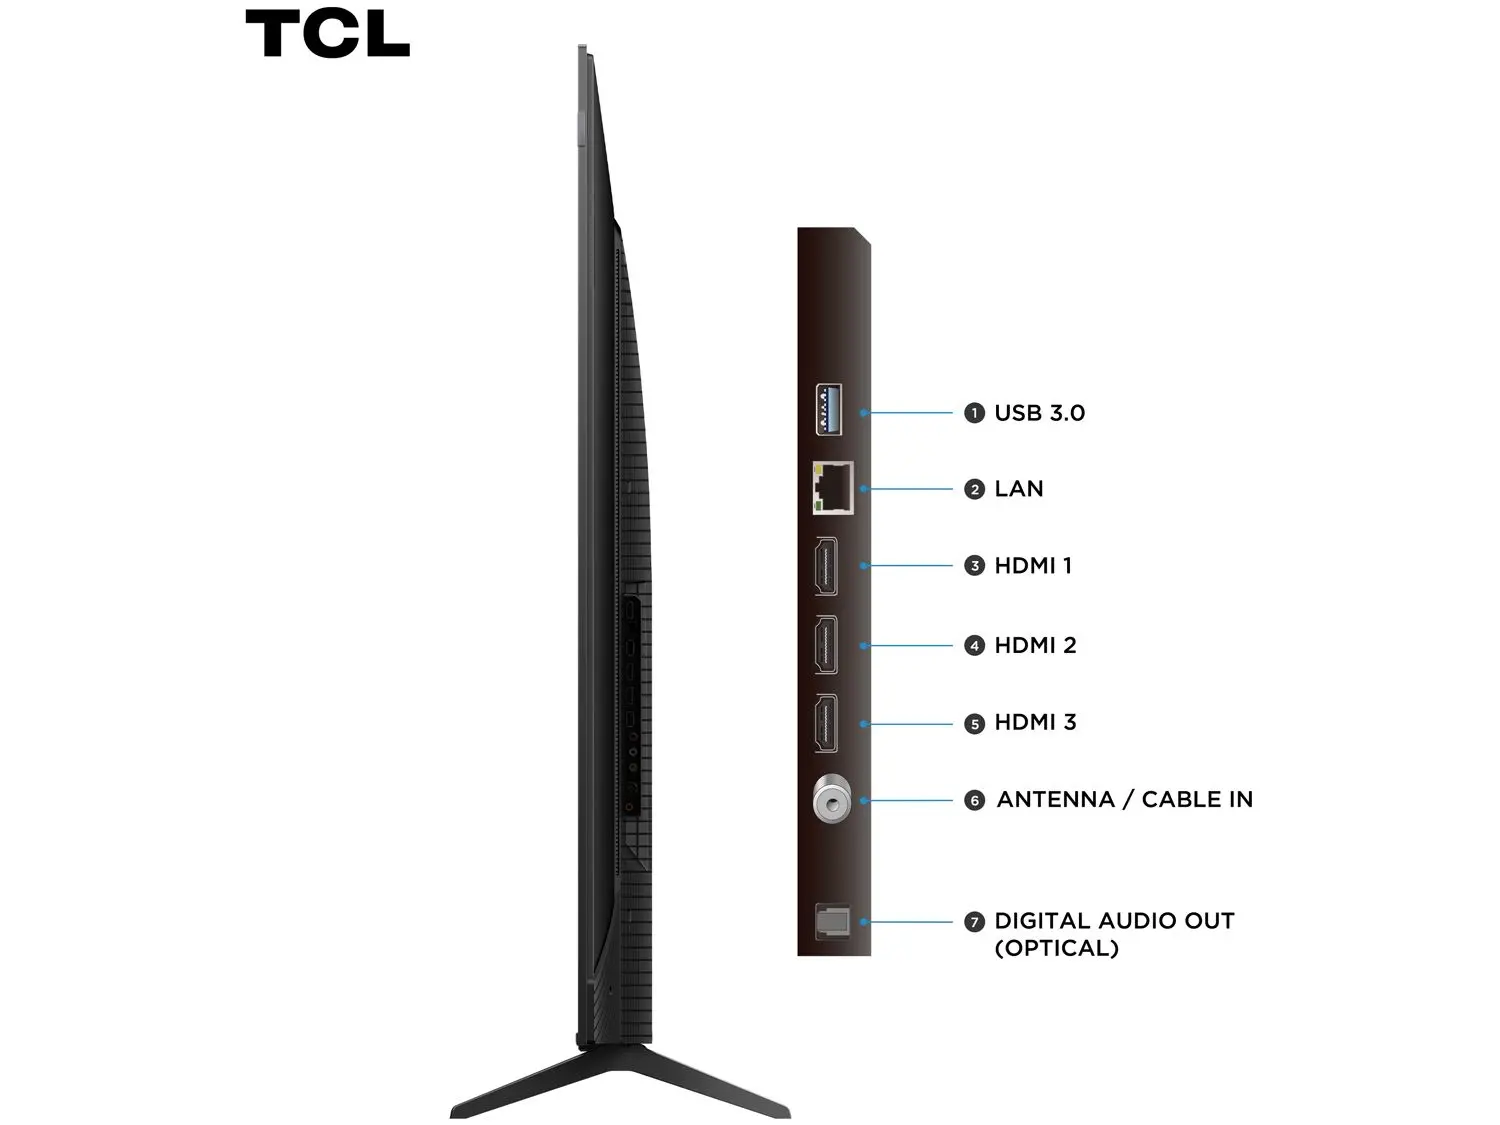 TCL
1 USB 3.0
2 LAN
3 HDMI 1
4 HDMI 2
5 HDMI 3
6 ANTENNA / CABLE IN
7 DIGITAL AUDIO OUT
(OPTICAL)